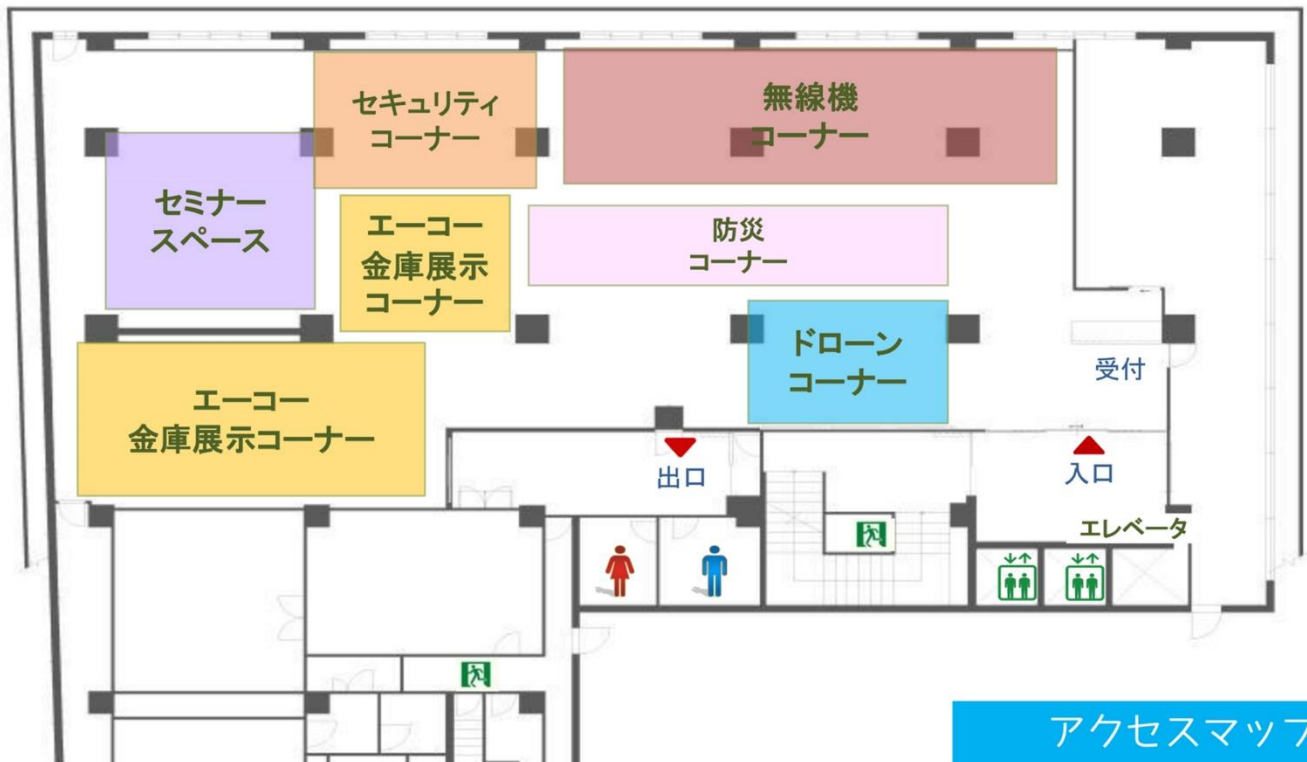 セキュリティ
コーナー
無線機
コーナー
セミナー
スペース
エーコー
金庫展示
コーナー
防災
コーナー
ドローン
コーナー
受付
エーコー
金庫展示コーナー
出口
入口
エレベータ
アクセスマップ